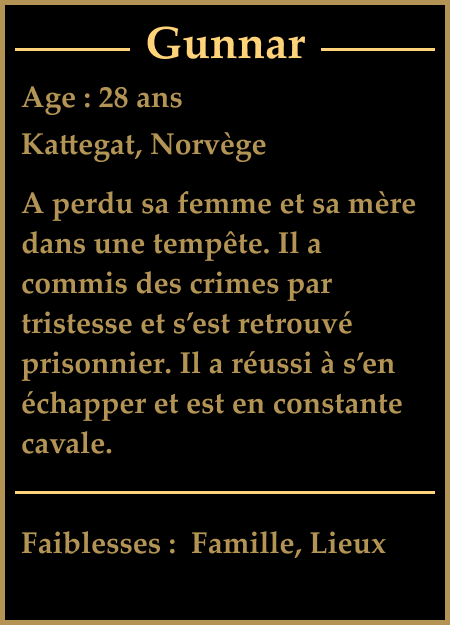 Gunnar
Age : 28 ans
Kattegat, Norvège
A perdu sa femme et sa mère
dans une tempête. Il a
commis des crimes par
tristesse et s’est retrouvé
prisonnier. Il a réussi à s’en
échapper et est en constante
cavale.
Faiblesses :  Famille, Lieux